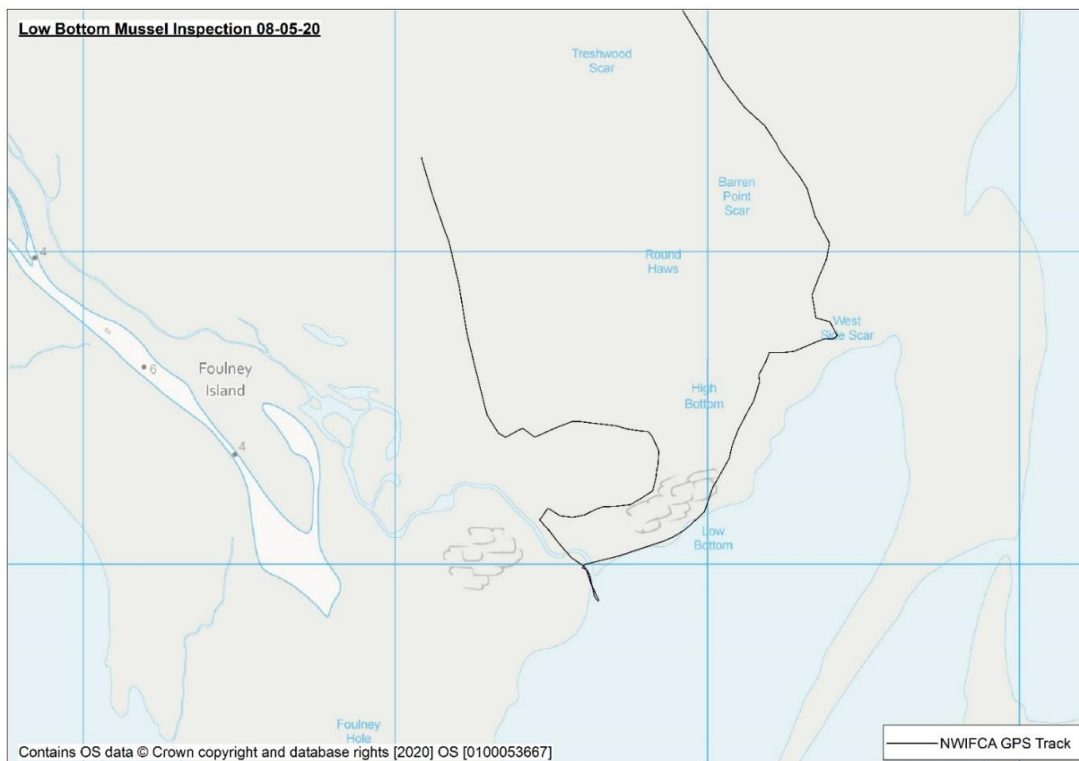 Low Bottom Mussel Inspection 08-05-20
Treshwood
Scar
Barren
Point
Scar
4
Round
Haws
West
Side Scar
6
Foulney
Island
High
Bottom
4
Low
Bottom
Foulney
Hole
Contains OS data © Crown copyright and database rights [2020] OS [0100053667]
NWIFCA GPS Track